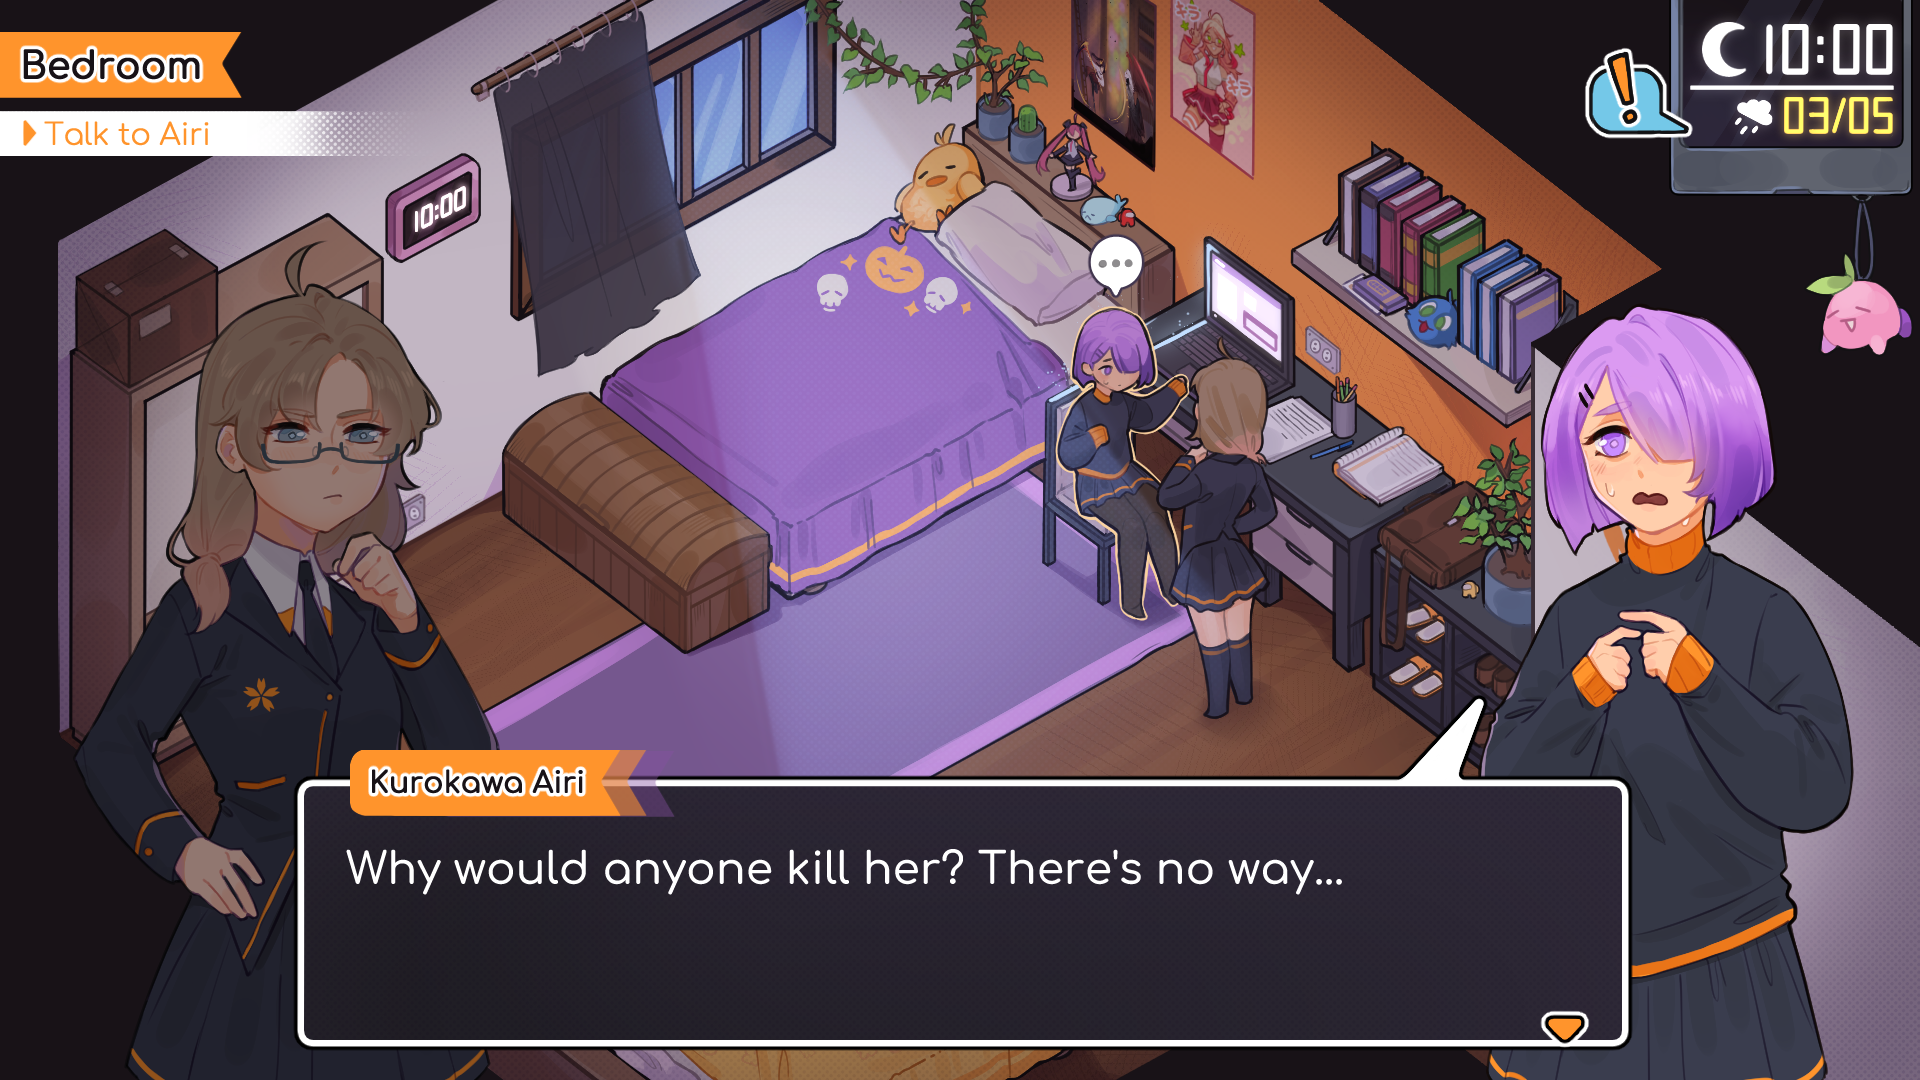 Bedroom
Talk to Airi
10:00
03/05
10:00
Kurokawa Airi
Why would anyone kill her? There's no way...